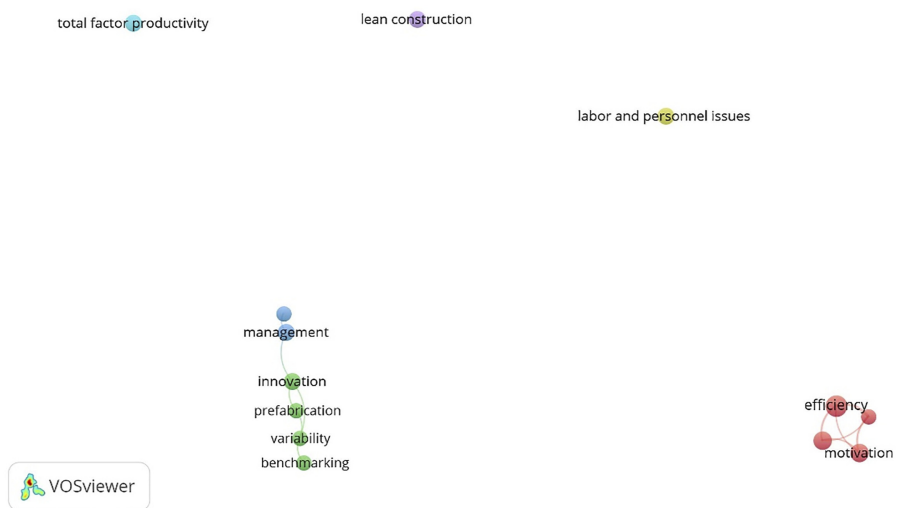 total factor productivity
lean construction
labor and personnel issues
management
innovation
prefabrication
variability
benchmarking
efficiency
motivation
VOSviewer